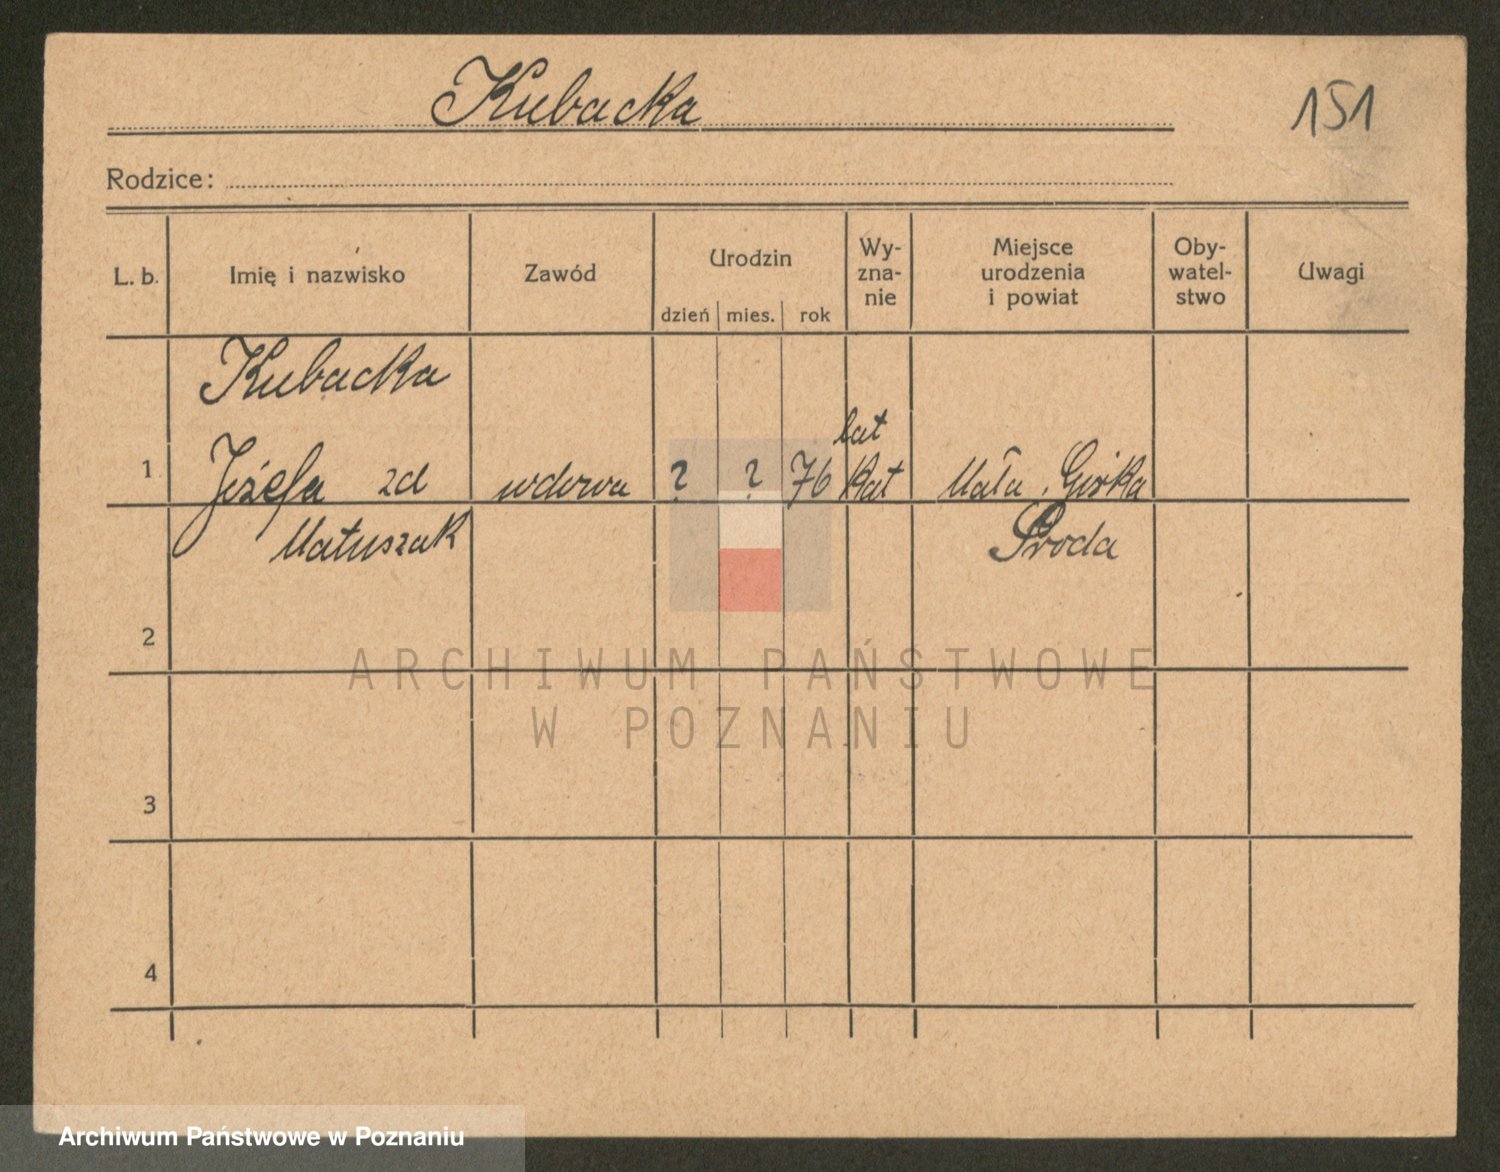 Kubacka
151
Rodzice:
L. b.
Imię i nazwisko
Zawód
Urodzin
dzień
mies.
rok
Wy-
zna-
nie
Miejsce
urodzenia
i powiat
Oby-
watel-
stwo
Uwagi
Kubacka
lat
1
Józefa zd
wdowa
?
?
76
Kat
Mała Górka
Matuszak
Środa
2
3
4
ARCHIWUM PAŃSTWOWE
W POZNANIU
Archiwum Państwowe w Poznaniu